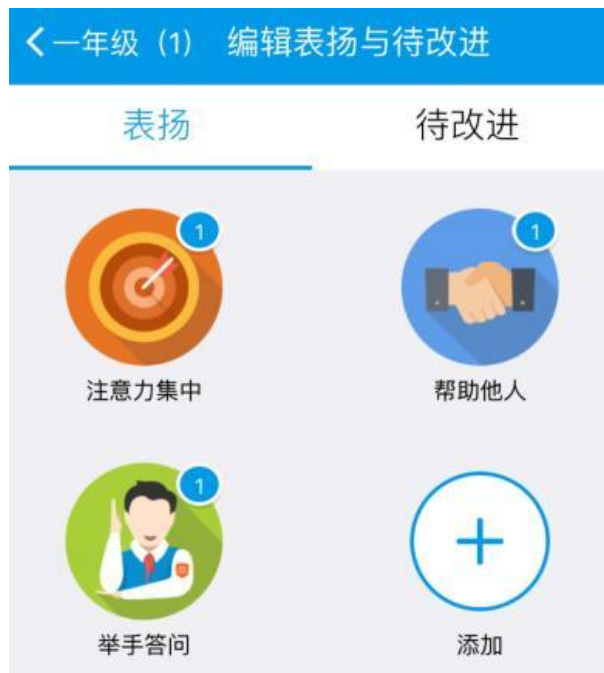 一年级（1） 编辑表扬与待改进
表扬 待改进
1 1
注意力集中 帮助他人
1
举手答问 添加